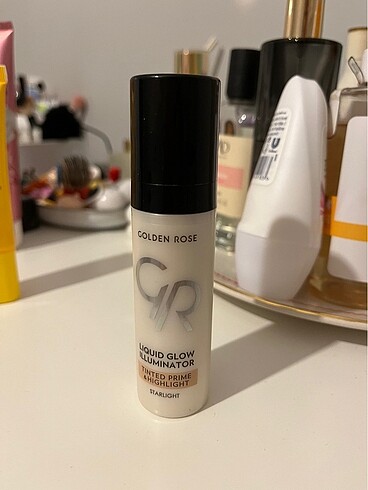 GOLDEN ROSE
GR
LIQUID GLOW
ILLUMINATOR
TINTED PRIME
&HIGHLIGHT
STARLIGHT